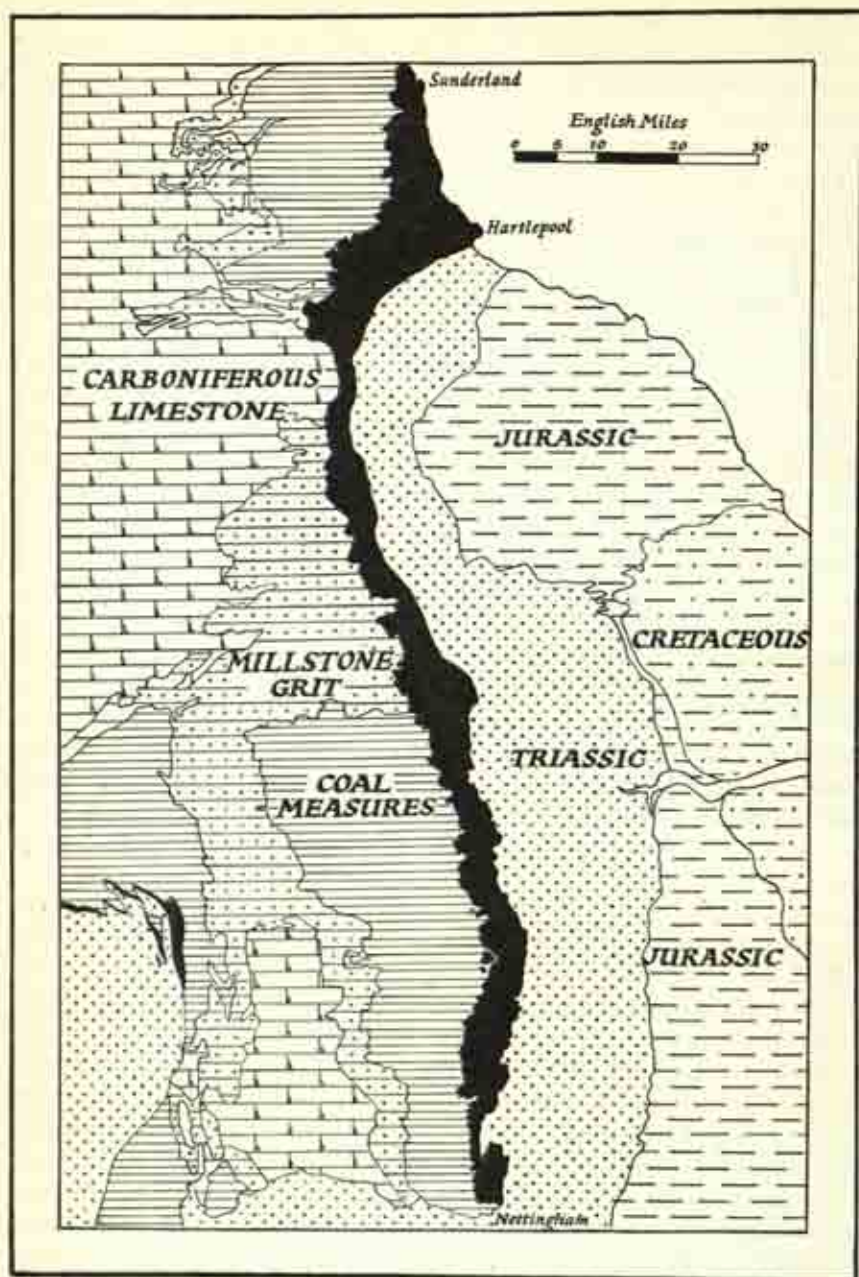 Sunderland
English Miles
0 5 10 20 30
Hartlepool
CARBONIFEROUS
LIMESTONE
JURASSIC
CRETACEOUS
MILLSTONE
GRIT
TRIASSIC
COAL
MEASURES
JURASSIC
Nottingham